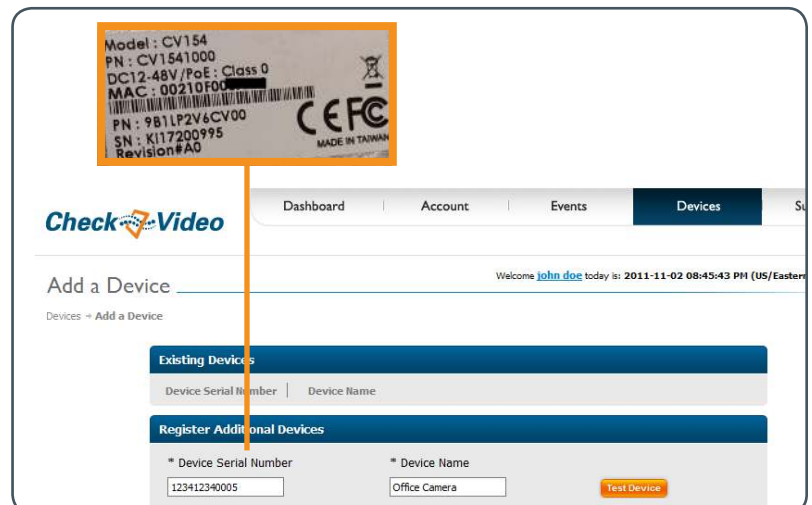 Model : CV154
PN : CV1541000
DC12-48V/PoE : Class 0
MAC : 00210F00
PN : 9B1LP2V6CV00
SN : KI17200995
Revision#A0
CE FC
MADE IN TAIWAN
Check Video
Dashboard Account Events Devices Su
Add a Device
Welcome john doe today is: 2011-11-02 08:45:43 PM (US/Eastern
Devices → Add a Device
Existing Devices
Device Serial Number Device Name
Register Additional Devices
* Device Serial Number * Device Name
123412340005 Office Camera Test Device